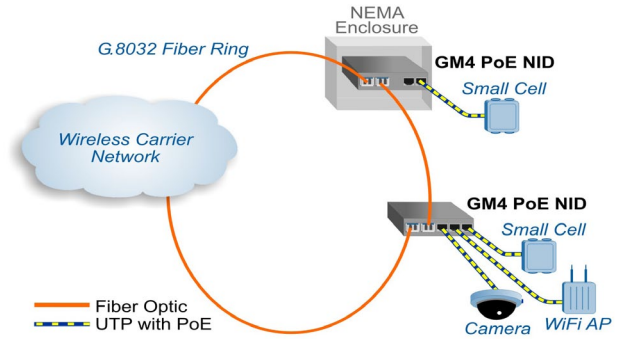 NEMA
Enclosure
G.8032 Fiber Ring
GM4 PoE NID
Small Cell
Wireless Carrier
Network
GM4 PoE NID
Small Cell
Fiber Optic
UTP with PoE
Camera
WiFi AP